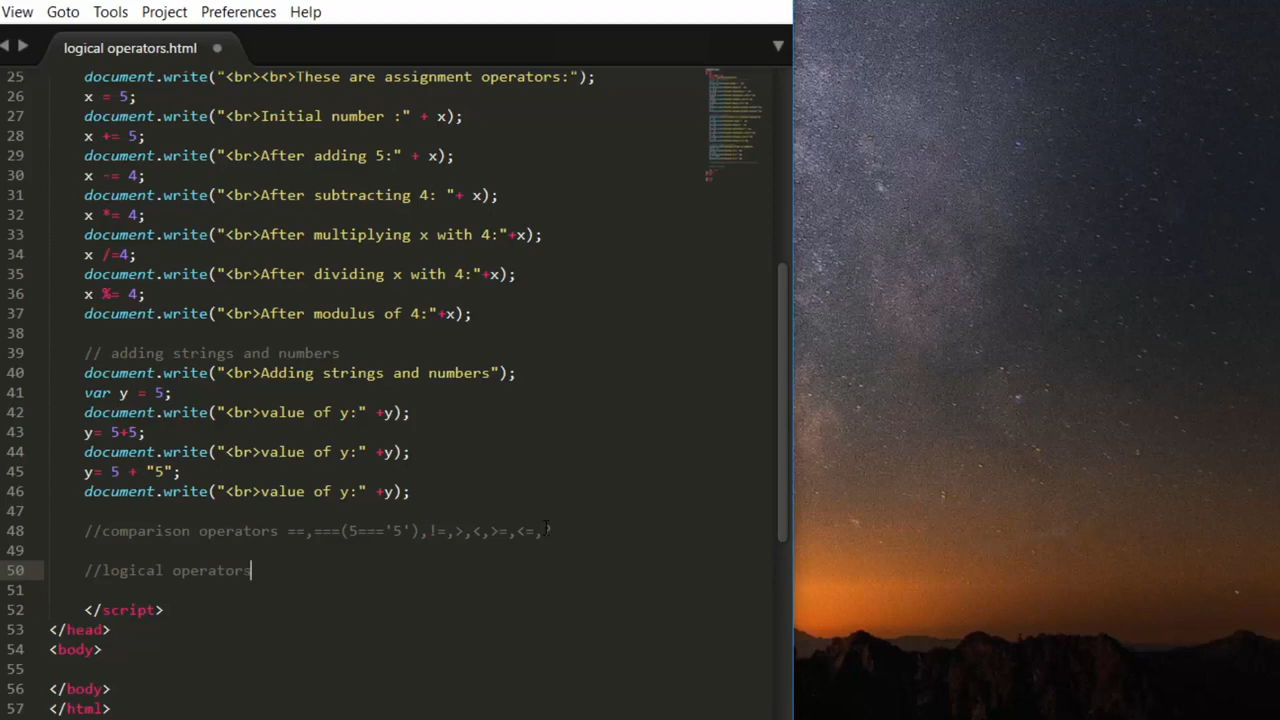 View Goto Tools Project Preferences Help
logical operators.html
25 document.write("<br><br>These are assignment operators:");
26 x = 5;
27 document.write("<br>Initial number :" + x);
28 x += 5;
29 document.write("<br>After adding 5:" + x);
30 x -= 4;
31 document.write("<br>After subtracting 4: "+ x);
32 x *= 4;
33 document.write("<br>After multiplying x with 4:"+x);
34 x /=4;
35 document.write("<br>After dividing x with 4:"+x);
36 x %= 4;
37 document.write("<br>After modulus of 4:"+x);
38
39 // adding strings and numbers
40 document.write("<br>Adding strings and numbers");
41 var y = 5;
42 document.write("<br>value of y:" +y);
43 y= 5+5;
44 document.write("<br>value of y:" +y);
45 y= 5 + "5";
46 document.write("<br>value of y:" +y);
47
48 //comparison operators ==,===(5==='5'),!=,>,<,>=,<=,?
49
50 //logical operators
51
52 </script>
53 </head>
54 <body>
55
56 </body>
57 </html>